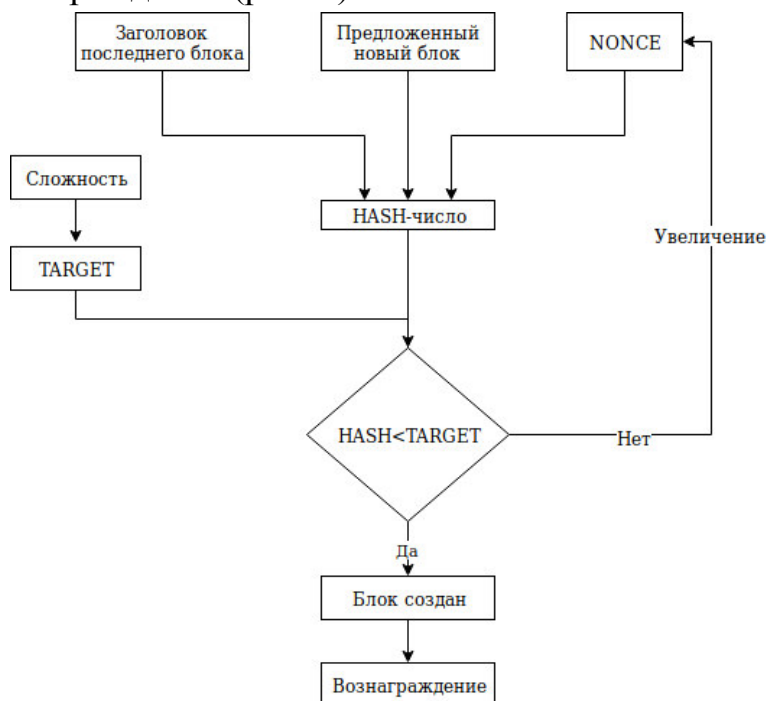 Заголовок
последнего блока
Предложенный
новый блок
NONCE
Сложность
HASH-число
Увеличение
TARGET
HASH<TARGET
Нет
Да
Блок создан
Вознаграждение